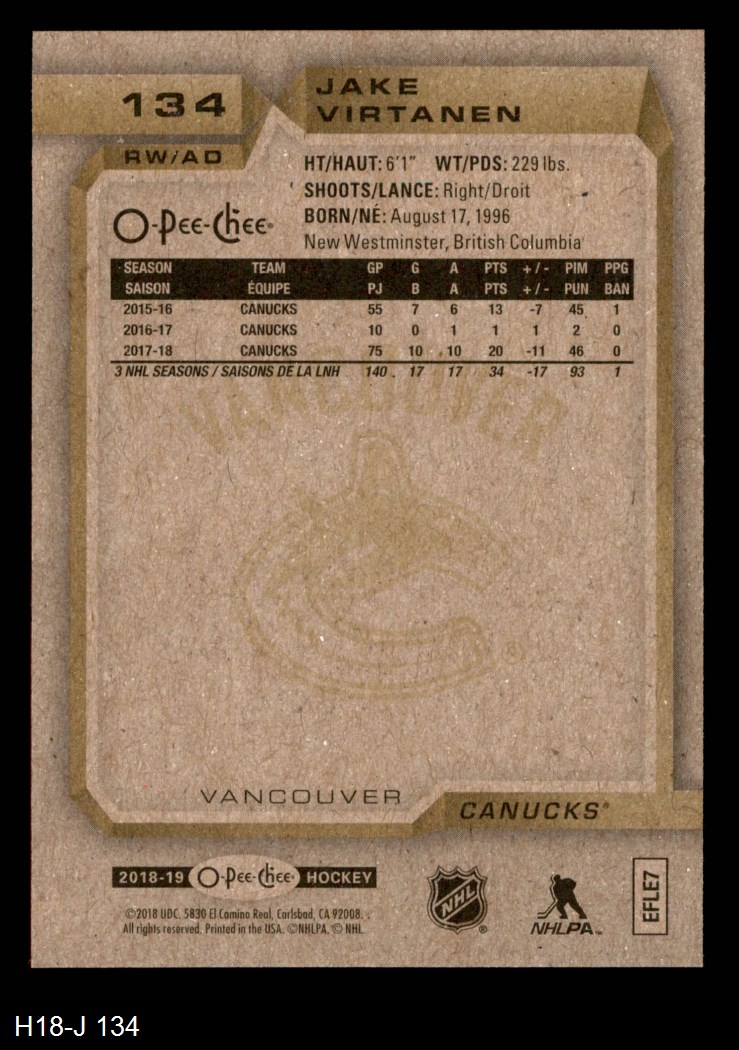 134
JAKE
VIRTANEN
RW/AD
HT/HAUT: 6'1" WT/PDS: 229 lbs.
SHOOTS/LANCE: Right/Droit
BORN/NÉ: August 17, 1996
New Westminster, British Columbia
O-Pee-Chee
SEASON TEAM GP G A PTS +/- PIM PPG
SAISON ÉQUIPE PJ B A PTS +/- PUN BAN
2015-16 CANUCKS 55 7 6 13 -7 45 1
2016-17 CANUCKS 10 0 1 1 1 2 0
2017-18 CANUCKS 75 10 10 20 -11 46 0
3 NHL SEASONS / SAISONS DE LA LNH 140 17 17 34 -17 93 1
VANCOUVER
®
VANCOUVER
CANUCKS®
2018-19 O-Pee-Chee HOCKEY
©2018 UDC. 5830 El Camino Real, Carlsbad, CA 92008.
All rights reserved. Printed in the USA. ©NHLPA. © NHL
NHL®
NHLPA™
EFLE7
H18-J 134